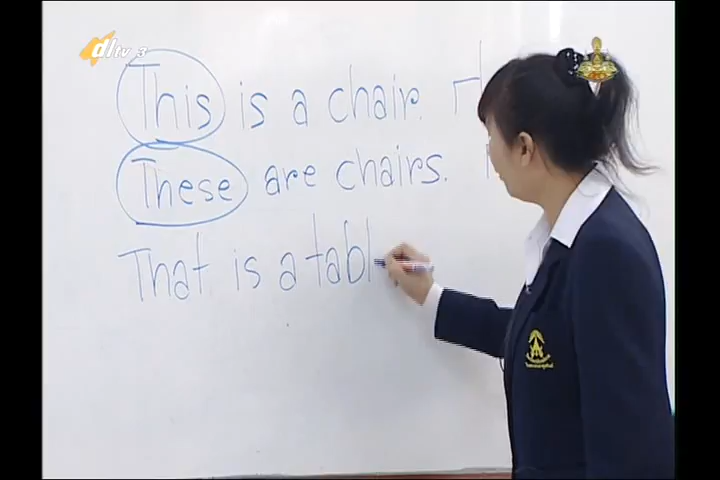 dltv 3
This is a chair.
These are chairs.
That is a tabl